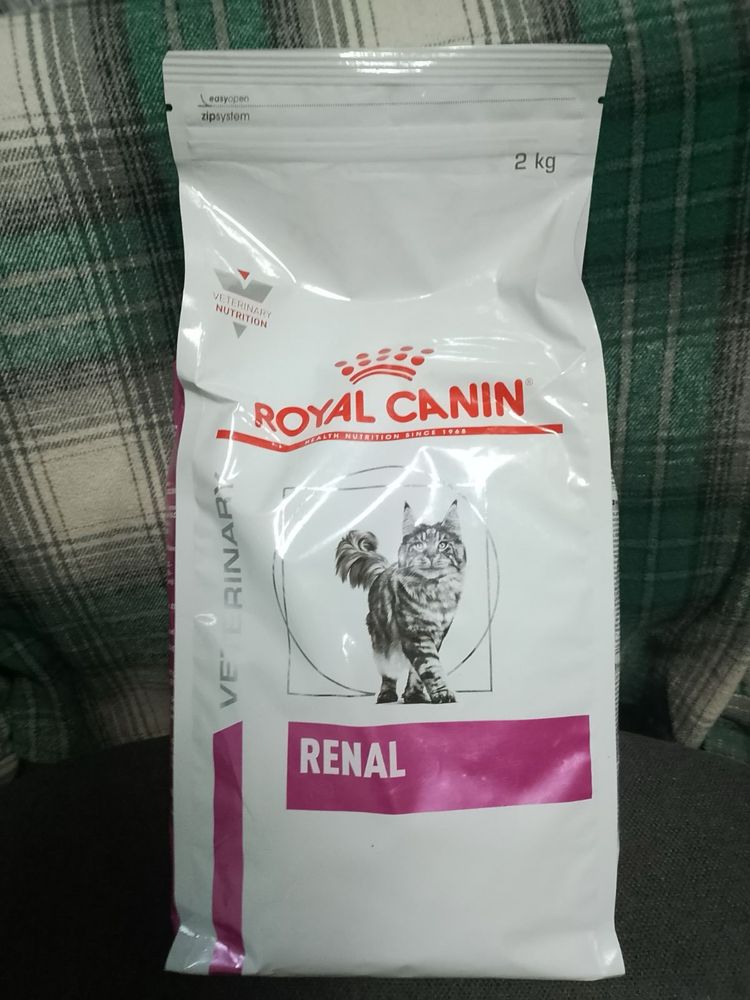 easyopen
zipsystem
2 kg
VETERINARY
NUTRITION
ROYAL CANIN®
HEALTH NUTRITION SINCE 1968
VETERINARY
RENAL